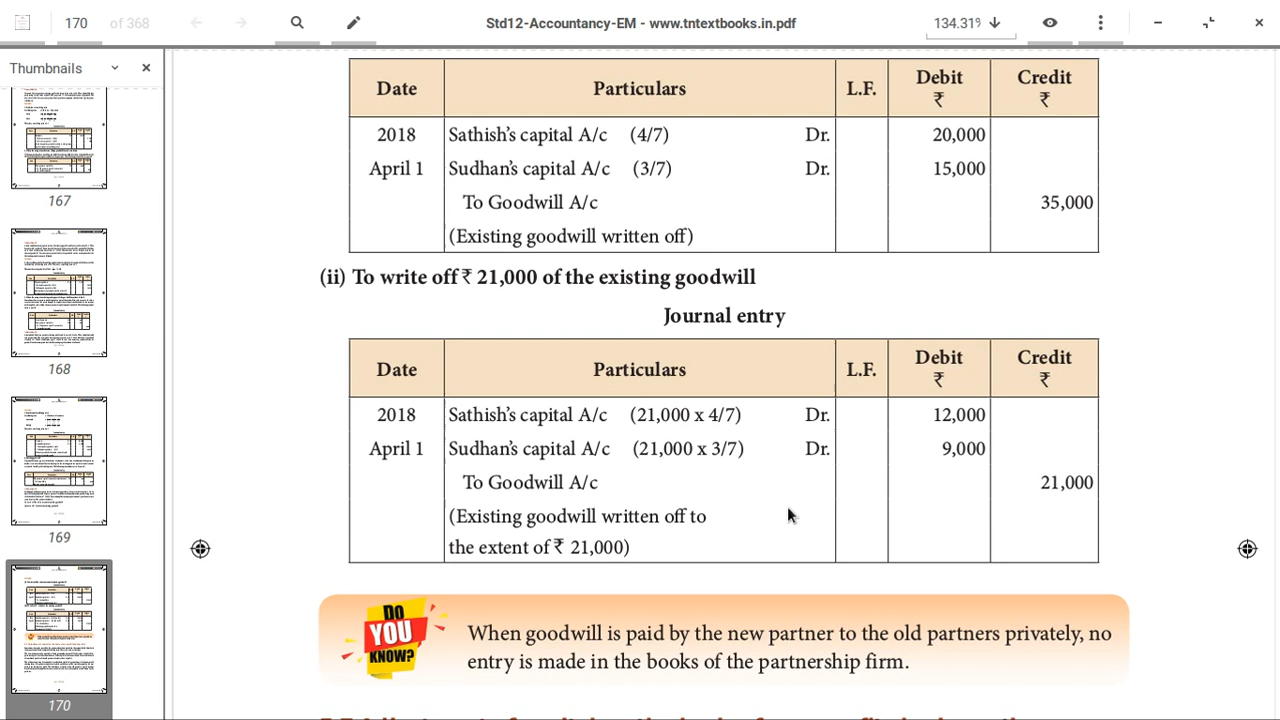 170 of 368
Std12-Accountancy-EM - www.tntextbooks.in.pdf
134.31%
Thumbnails
167
168
169
170
Date Particulars L.F. Debit ₹ Credit ₹
2018 Sathish's capital A/c (4/7) Dr. 20,000
April 1 Sudhan's capital A/c (3/7) Dr. 15,000
To Goodwill A/c 35,000
(Existing goodwill written off)
(ii) To write off ₹ 21,000 of the existing goodwill
Journal entry
Date Particulars L.F. Debit ₹ Credit ₹
2018 Sathish's capital A/c (21,000 x 4/7) Dr. 12,000
April 1 Sudhan's capital A/c (21,000 x 3/7) Dr. 9,000
To Goodwill A/c 21,000
(Existing goodwill written off to
the extent of ₹ 21,000)
DO
YOU
KNOW?
goodwill is paid by the new partner to the old partners privately, no
is made in the books of the partnership firm.